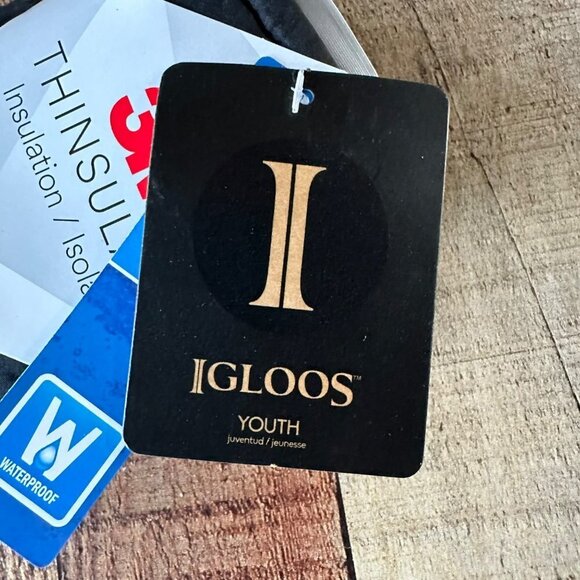 3M
THINSUL
Insulation / Isola
I
IGLOOS™
YOUTH
juventud / jeunesse
W
WATERPROOF